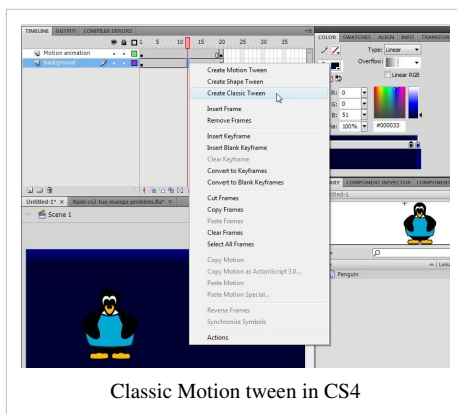 TIMELINE OUTPUT COMPILER ERRORS
1 5 10 15 20 25 30 35
Motion animation
background
COLOR SWATCHES ALIGN INFO TRANSFORM
Type: Linear
Overflow:
Linear RGB
R: 0
G: 0
B: 51
100% #000033
Create Motion Tween
Create Shape Tween
Create Classic Tween
Insert Frame
Remove Frames
Insert Keyframe
Insert Blank Keyframe
Clear Keyframe
Convert to Keyframes
Convert to Blank Keyframes
Cut Frames
Copy Frames
Paste Frames
Clear Frames
Select All Frames
Copy Motion
Copy Motion as ActionScript 3.0...
Paste Motion
Paste Motion Special...
Reverse Frames
Synchronize Symbols
Actions
COMPONENT INSPECTOR
Untitled-1* × flash-cs3-tux-manga-problem.fla* ×
Scene 1
Penguin
Classic Motion tween in CS4